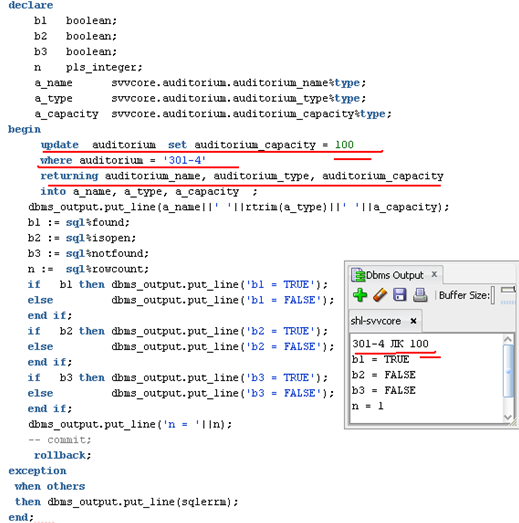 declare
b1 boolean;
b2 boolean;
b3 boolean;
n pls_integer;
a_name svvcore.auditorium.auditorium_name%type;
a_type svvcore.auditorium.auditorium_type%type;
a_capacity svvcore.auditorium.auditorium_capacity%type;
begin
update auditorium set auditorium_capacity = 100
where auditorium = '301-4'
returning auditorium_name, auditorium_type, auditorium_capacity
into a_name, a_type, a_capacity ;
dbms_output.put_line(a_name||' '||rtrim(a_type)||' '||a_capacity);
b1 := sql%found;
b2 := sql%isopen;
b3 := sql%notfound;
n := sql%rowcount;
if b1 then dbms_output.put_line('b1 = TRUE');
else dbms_output.put_line('b1 = FALSE');
end if;
if b2 then dbms_output.put_line('b2 = TRUE');
else dbms_output.put_line('b2 = FALSE');
end if;
if b3 then dbms_output.put_line('b3 = TRUE');
else dbms_output.put_line('b3 = FALSE');
end if;
dbms_output.put_line('n = '||n);
-- commit;
rollback;
exception
when others
then dbms_output.put_line(sqlerrm);
end;
Dbms Output
Buffer Size:
shl-svvcore
301-4 ЛК 100
b1 = TRUE
b2 = FALSE
b3 = FALSE
n = 1